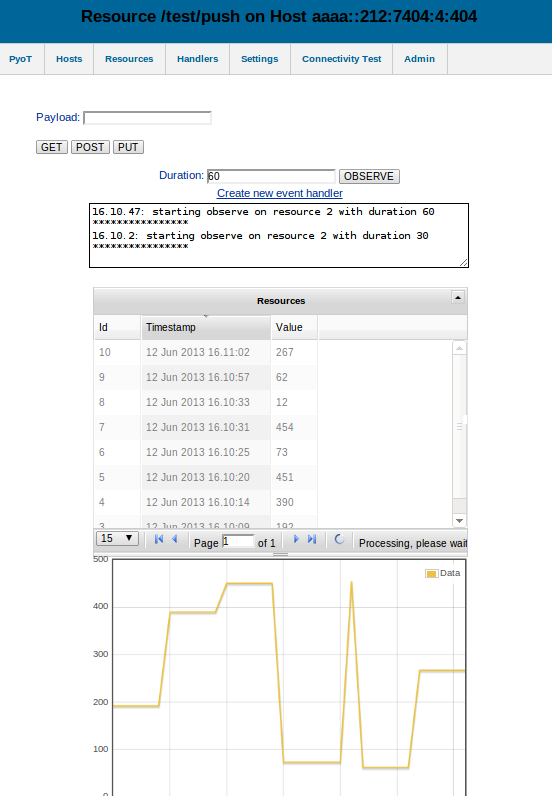 Resource /test/push on Host aaaa::212:7404:4:404
PyoT Hosts Resources Handlers Settings Connectivity Test Admin
Payload:
GET POST PUT
Duration: 60 OBSERVE
Create new event handler
16.10.47: starting observe on resource 2 with duration 60
****************
16.10.2: starting observe on resource 2 with duration 30
****************
Resources
Id Timestamp Value
10 12 Jun 2013 16.11:02 267
9 12 Jun 2013 16.10:57 62
8 12 Jun 2013 16.10:33 12
7 12 Jun 2013 16.10:31 454
6 12 Jun 2013 16.10:25 73
5 12 Jun 2013 16.10:20 451
4 12 Jun 2013 16.10:14 390
3 12 Jun 2013 16.10:09 192
15 Page 1 of 1 Processing, please wait
500
Data
400
300
200
100
0